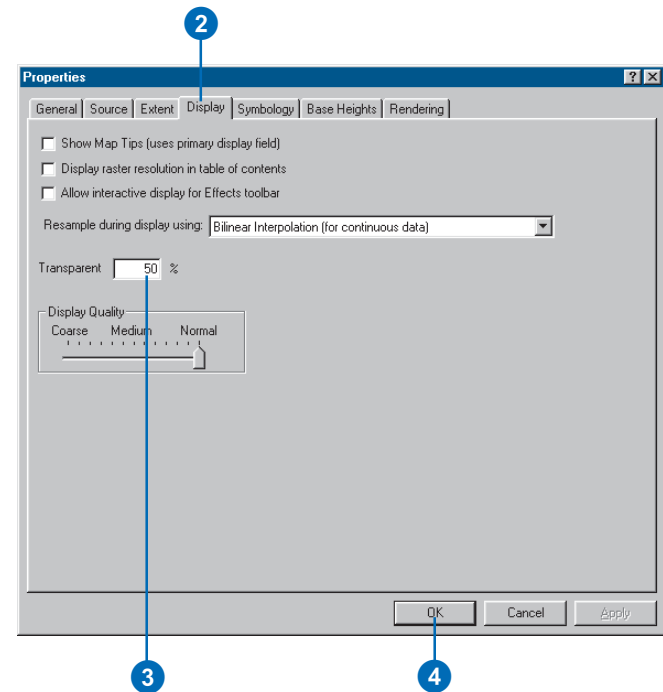 2
Properties
General Source Extent Display Symbology Base Heights Rendering
Show Map Tips (uses primary display field)
Display raster resolution in table of contents
Allow interactive display for Effects toolbar
Resample during display using: Bilinear Interpolation (for continuous data)
Transparent 50 %
Display Quality
Coarse Medium Normal
OK Cancel Apply
3 4